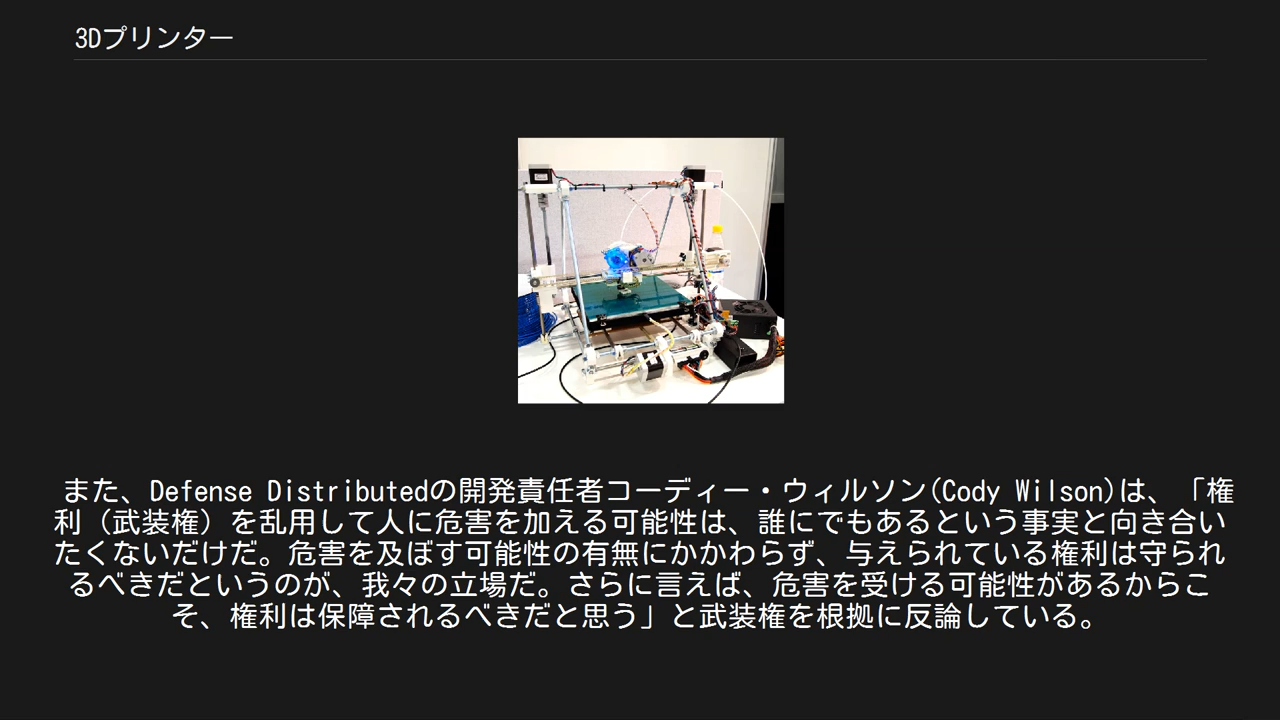 3Dプリンター
また、Defense Distributedの開発責任者コーディー・ウィルソン(Cody Wilson)は、「権
利（武装権）を乱用して人に危害を加える可能性は、誰にでもあるという事実と向き合い
たくないだけだ。危害を及ぼす可能性の有無にかかわらず、与えられている権利は守られ
るべきだというのが、我々の立場だ。さらに言えば、危害を受ける可能性があるからこ
そ、権利は保障されるべきだと思う」と武装権を根拠に反論している。